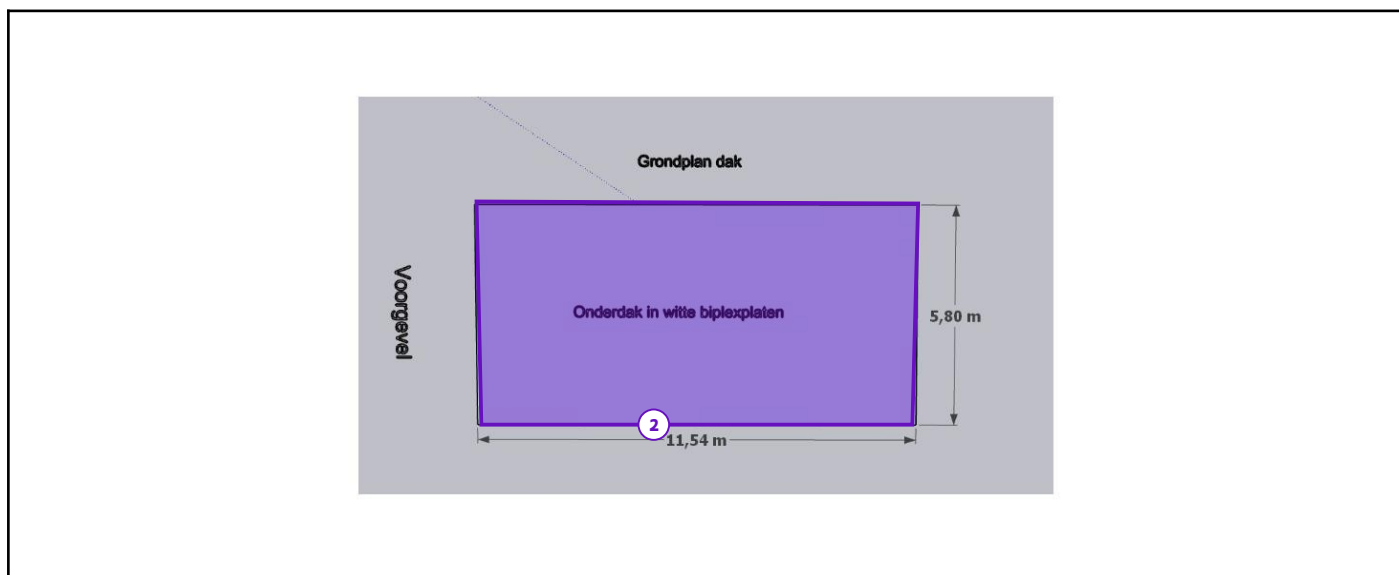 Grondplan dak
Voorgevel
Onderdak in witte biplexplaten
5,80 m
2
11,54 m